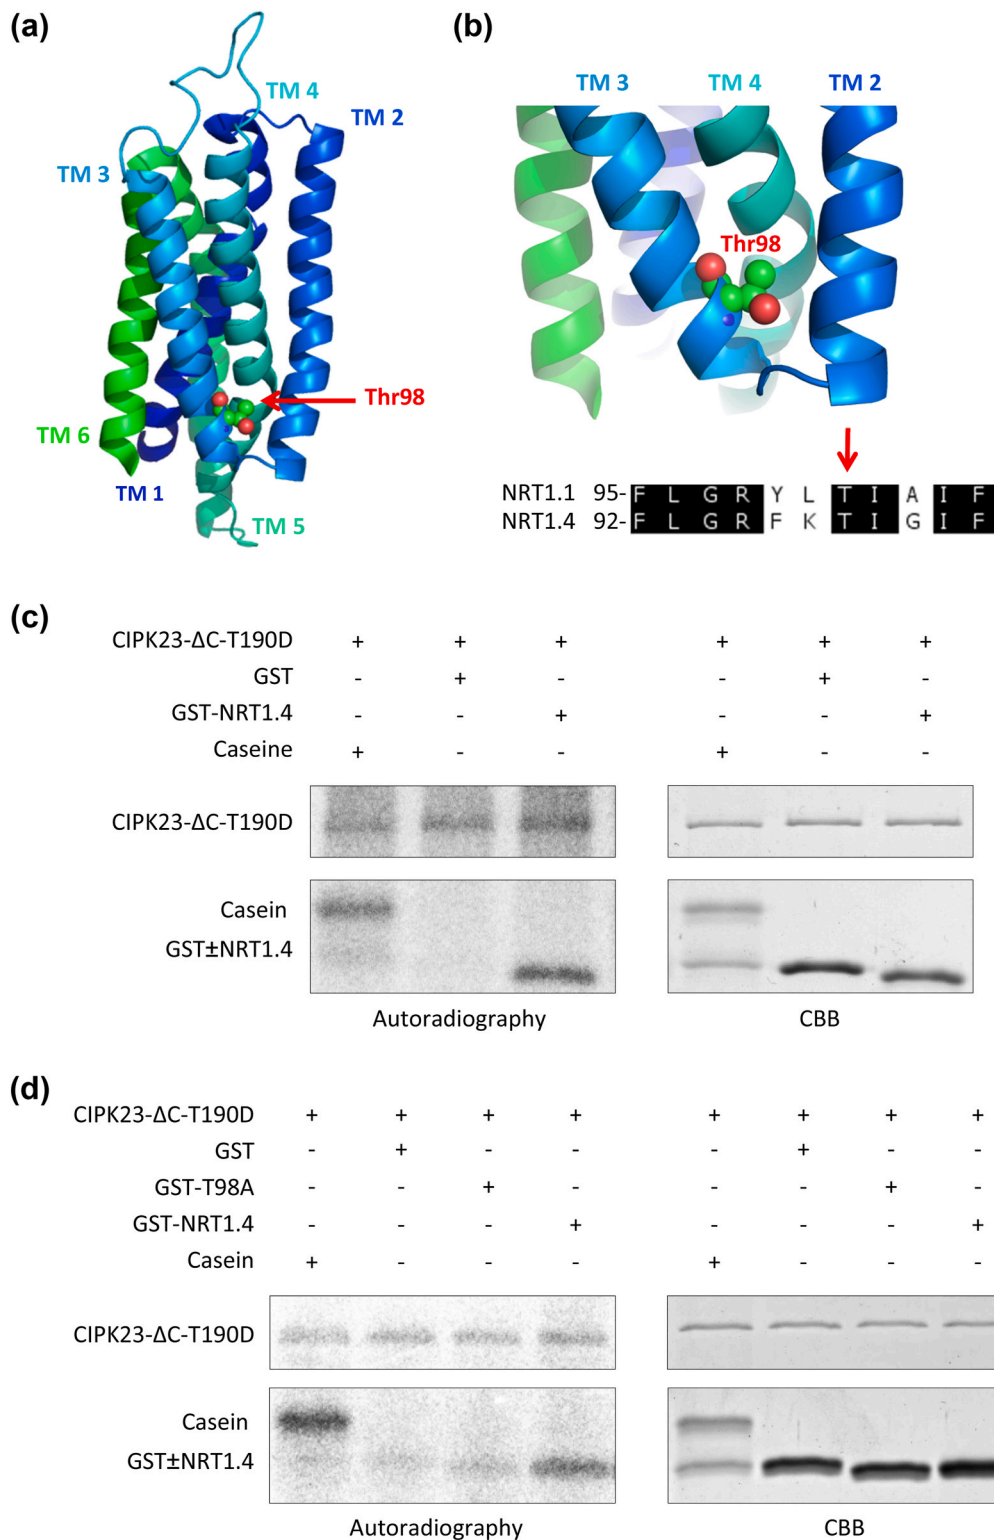 (a)
TM 4
TM 2
TM 3
Thr98
TM 6
TM 1
TM 5
(b)
TM 3 TM 4 TM 2
Thr98
NRT1.1 95- F L G R Y L T I A I F
NRT1.4 92- F L G R F K T I G I F
(c)
CIPK23-ΔC-T190D + + + + + +
GST - + - - + -
GST-NRT1.4 - - + - - +
Caseine + - - + - -
CIPK23-ΔC-T190D
Casein
GST±NRT1.4
Autoradiography CBB
(d)
CIPK23-ΔC-T190D + + + + + + + +
GST - + - - - + - -
GST-T98A - - + - - - + -
GST-NRT1.4 - - - + - - - +
Casein + - - - + - - -
CIPK23-ΔC-T190D
Casein
GST±NRT1.4
Autoradiography CBB